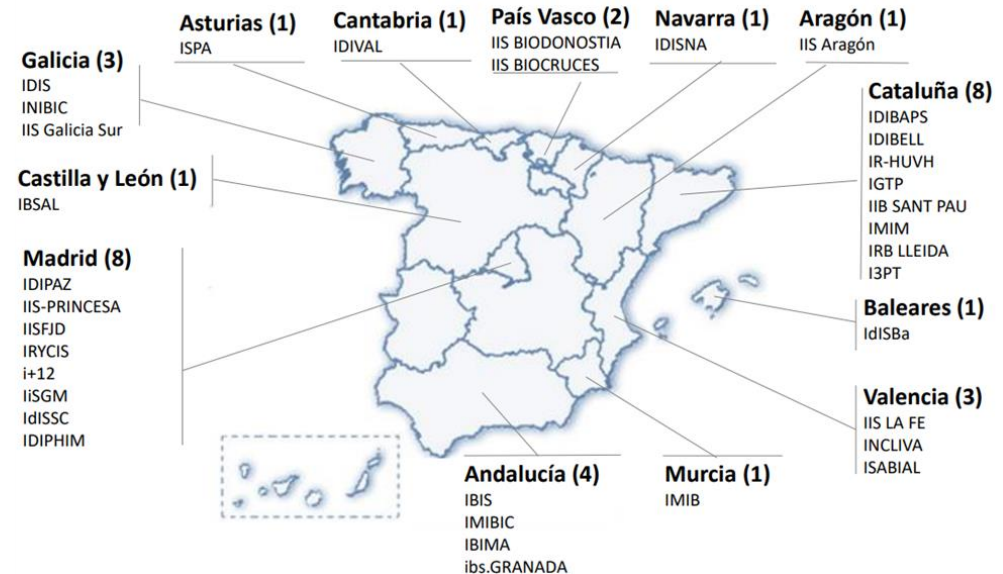 Asturias (1)
ISPA
Cantabria (1)
IDIVAL
País Vasco (2)
IIS BIODONOSTIA
IIS BIOCRUCES
Navarra (1)
IDISNA
Aragón (1)
IIS Aragón
Galicia (3)
IDIS
INIBIC
IIS Galicia Sur
Castilla y León (1)
IBSAL
Madrid (8)
IDIPAZ
IIS-PRINCESA
IISFJD
IRYCIS
i+12
IiSGM
IdISSC
IDIPHIM
Cataluña (8)
IDIBAPS
IDIBELL
IR-HUVH
IGTP
IIB SANT PAU
IMIM
IRB LLEIDA
I3PT
Baleares (1)
IdISBa
Valencia (3)
IIS LA FE
INCLIVA
ISABIAL
Andalucía (4)
IBIS
IMIBIC
IBIMA
ibs.GRANADA
Murcia (1)
IMIB